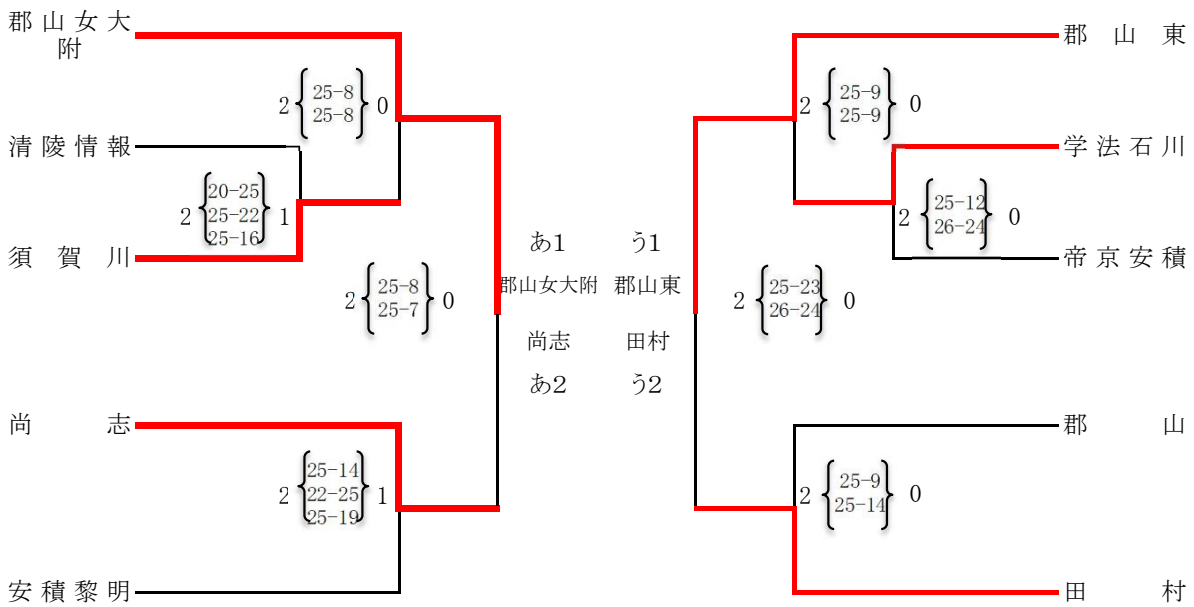 郡山女大
附
2 25-8 0
25-8
清陵情報
20-25
2 25-22 1
25-16
須賀川
2 25-8 0
25-7
尚志
25-14
2 22-25 1
25-19
安積黎明
あ1 う1
郡山女大附 郡山東
尚志 田村
あ2 う2
郡山東
2 25-9 0
25-9
学法石川
2 25-12 0
26-24
帝京安積
2 25-23 0
26-24
郡山
2 25-9 0
25-14
田村